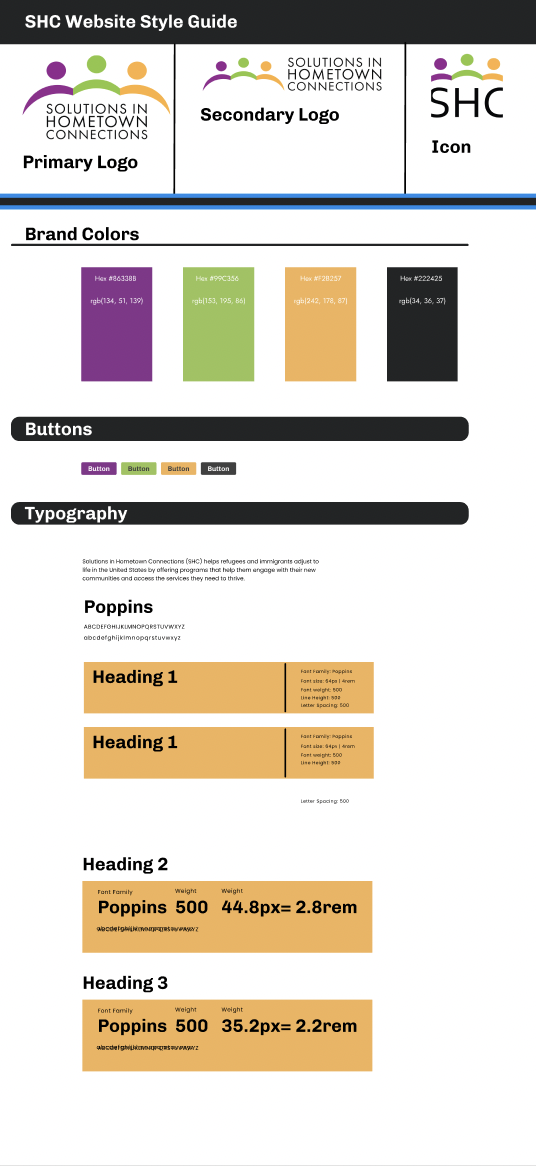 SHC Website Style Guide
SOLUTIONS IN
HOMETOWN
CONNECTIONS
Primary Logo
SOLUTIONS IN
HOMETOWN
CONNECTIONS
Secondary Logo
SHC
Icon
Brand Colors
Hex #863388
rgb(134, 51, 139)
Hex #99C356
rgb(153, 195, 86)
Hex #F2B257
rgb(242, 178, 87)
Hex #222425
rgb(34, 36, 37)
Buttons
Button Button Button Button
Typography
Solutions in Hometown Connections (SHC) helps refugees and immigrants adjust to
life in the United States by offering programs that help them engage with their new
communities and access the services they need to thrive.
Poppins
ABCDEFGHIJKLMNOPQRSTUVWXYZ
abcdefghijklmnopqrstuvwxyz
Heading 1
Font Family: Poppins
Font size: 64px | 4rem
Font weight: 500
Line Height: 500
Letter Spacing: 500
Heading 1
Font Family: Poppins
Font size: 64px | 4rem
Font weight: 500
Line Height: 500
Letter Spacing: 500
Heading 2
Font Family Weight Weight
Poppins 500 44.8px= 2.8rem
Heading 3
Font Family Weight Weight
Poppins 500 35.2px= 2.2rem